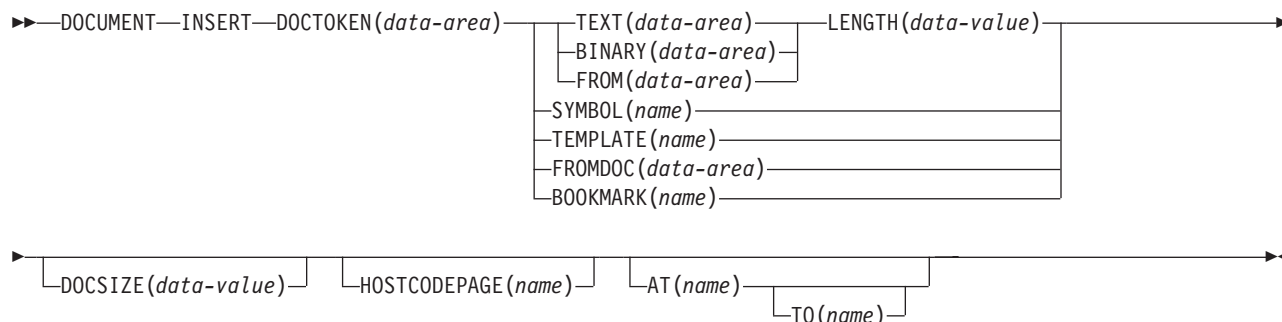 DOCUMENT INSERT DOCTOKEN(data-area) TEXT(data-area) LENGTH(data-value)
BINARY(data-area)
FROM(data-area)
SYMBOL(name)
TEMPLATE(name)
FROMDOC(data-area)
BOOKMARK(name)
DOCSIZE(data-value) HOSTCODEPAGE(name) AT(name)
TO(name)